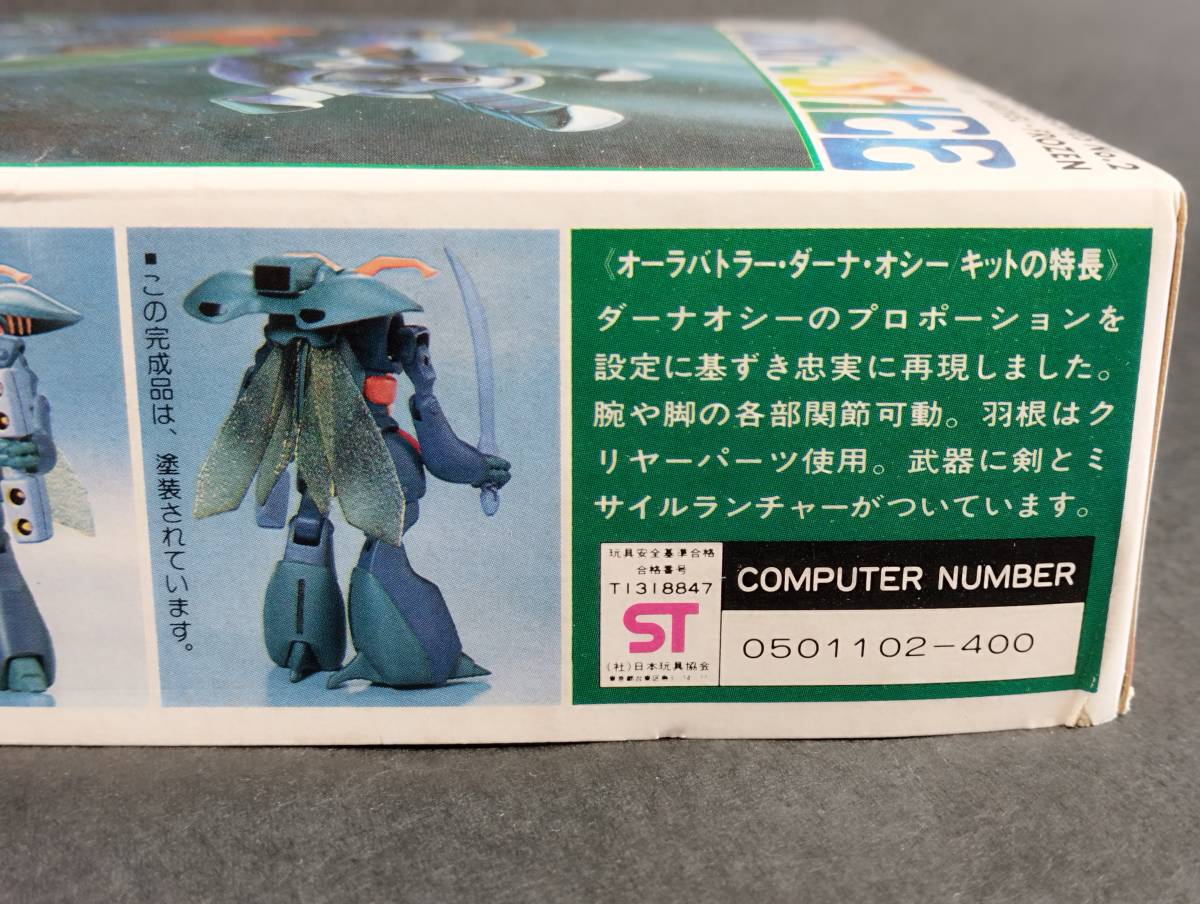 No.2
FROZEN
■この完成品は、塗装されています。
《オーラバトラー・ダーナ・オシー/キットの特長》
ダーナオシーのプロポーションを
設定に基ずき忠実に再現しました。
腕や脚の各部関節可動。羽根はク
リヤーパーツ使用。武器に剣とミ
サイルランチャーがついています。
玩具安全基準合格
合格番号
T1318847
ST
(社)日本玩具協会
COMPUTER NUMBER
0501102-400